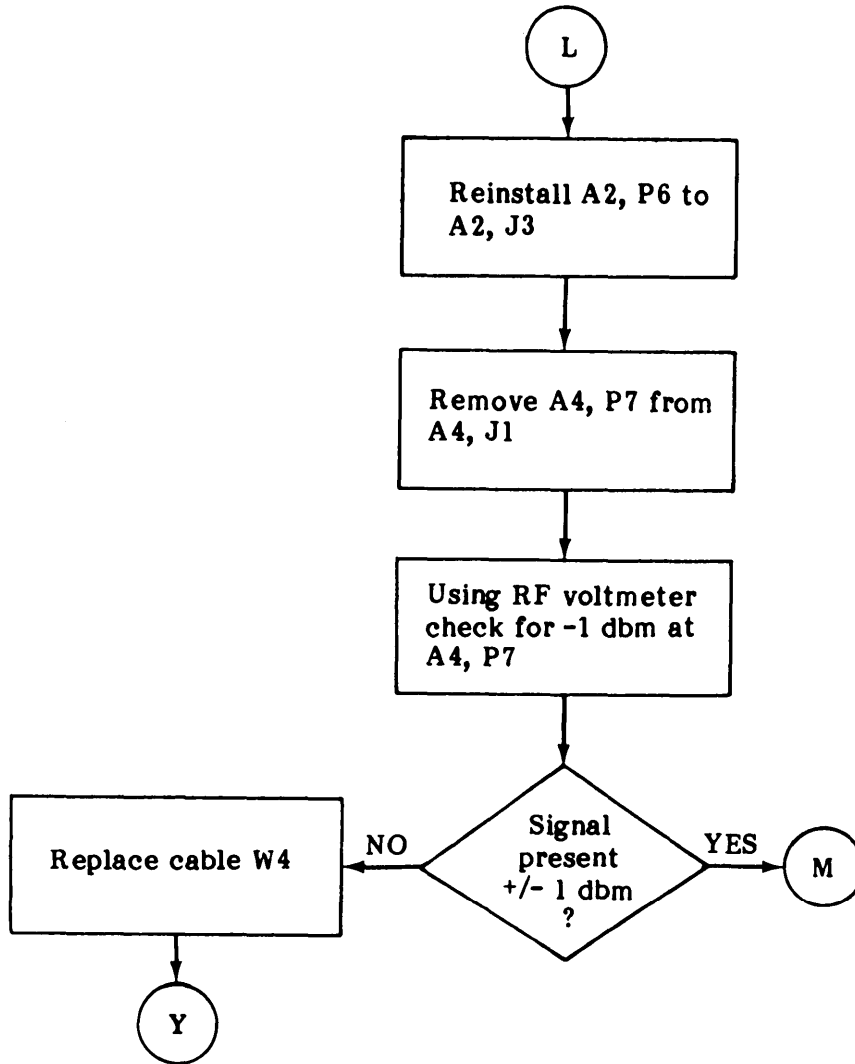 L
Reinstall A2, P6 to
A2, J3
Remove A4, P7 from
A4, J1
Using RF voltmeter
check for -1 dbm at
A4, P7
Signal
present
+/- 1 dbm
?
NO
YES
Replace cable W4
M
Y